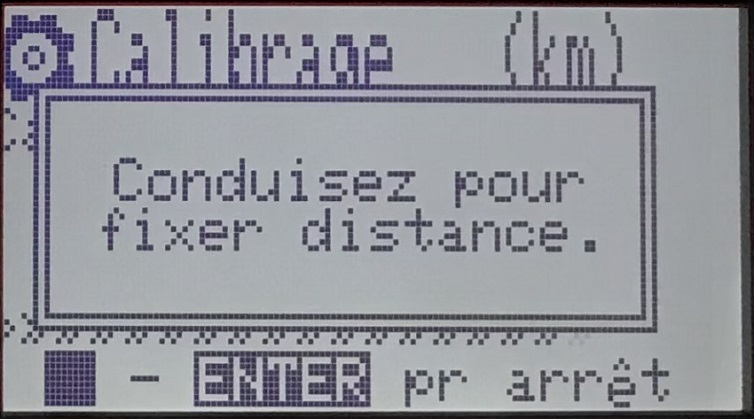 Calibrage (km)
Conduisez pour
fixer distance.
- ENTER pr arrêt